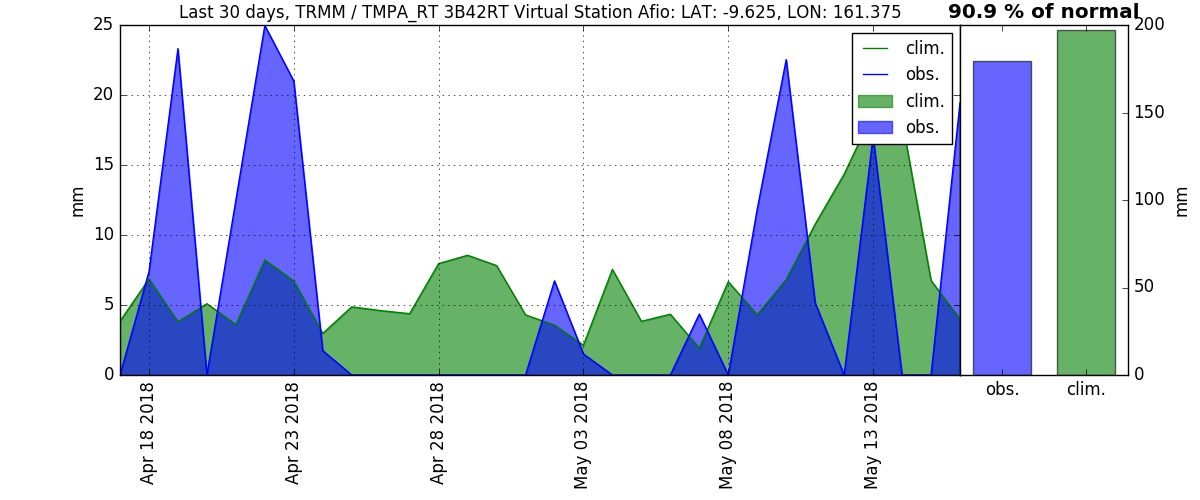 Last 30 days, TRMM / TMPA_RT 3B42RT Virtual Station Afio: LAT: -9.625, LON: 161.375
90.9 % of normal
25
20
15
10
5
0
mm
clim.
obs.
clim.
obs.
200
150
100
50
0
mm
obs.
clim.
Apr 18 2018
Apr 23 2018
Apr 28 2018
May 03 2018
May 08 2018
May 13 2018